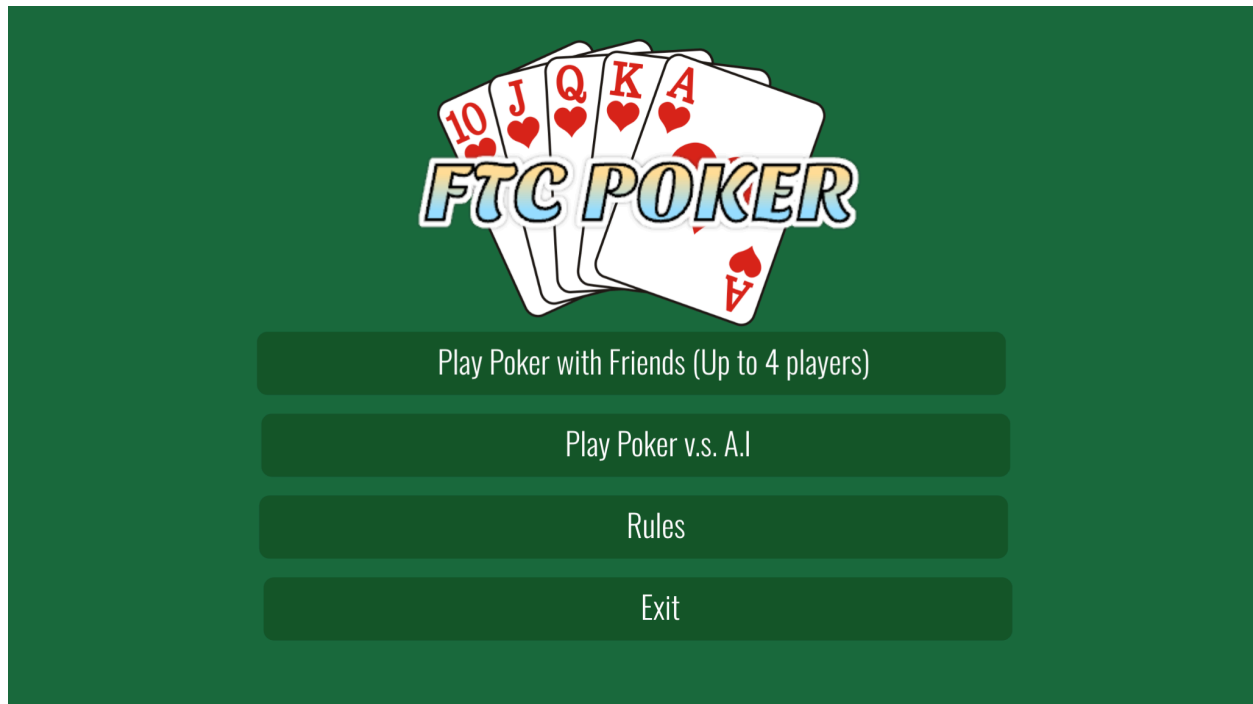 10 J Q K A
FTC POKER
A
Play Poker with Friends (Up to 4 players)
Play Poker v.s. A.I
Rules
Exit